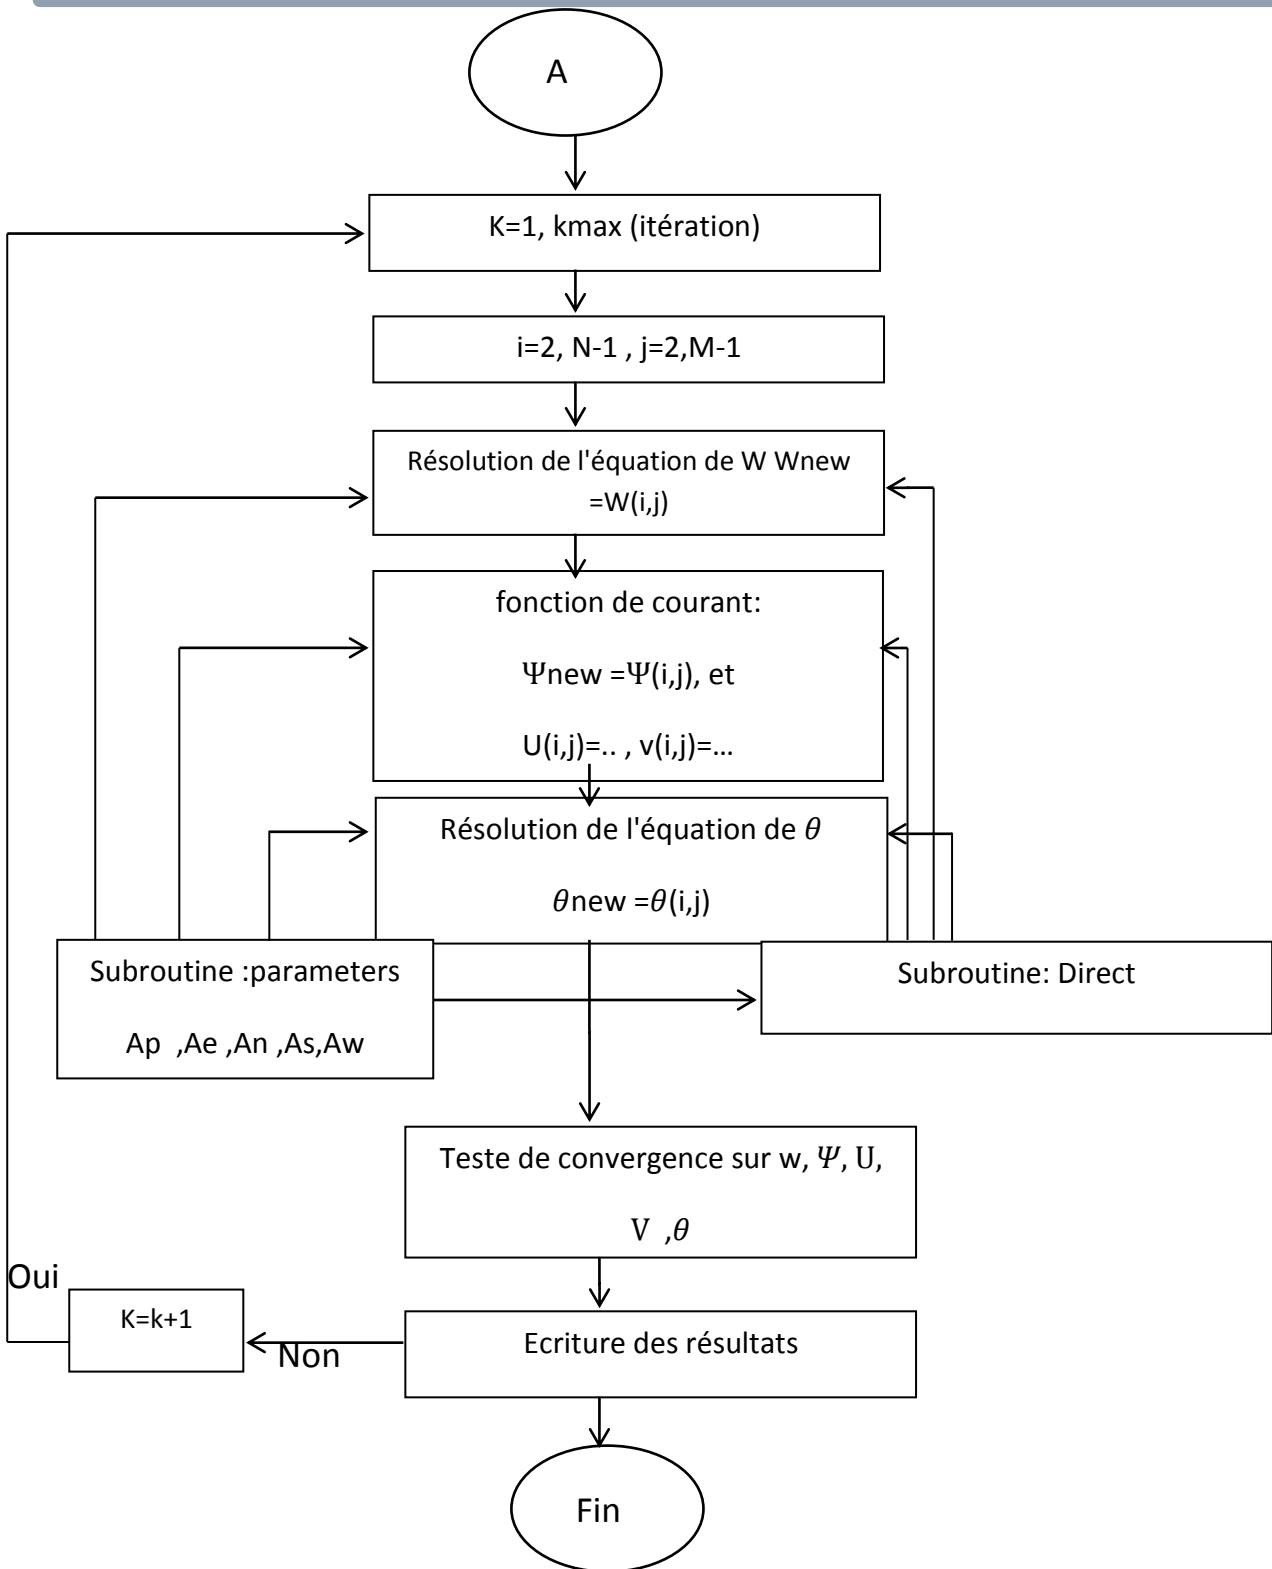 A
K=1, kmax (itération)
i=2, N-1 , j=2,M-1
Résolution de l'équation de W Wnew
=W(i,j)
fonction de courant:
Ψnew =Ψ(i,j), et
U(i,j)=.. , v(i,j)=...
Résolution de l'équation de θ
θnew =θ(i,j)
Subroutine :parameters
Ap ,Ae ,An ,As,Aw
Subroutine: Direct
Teste de convergence sur w, Ψ, U,
V ,θ
Oui
K=k+1
Non
Ecriture des résultats
Fin